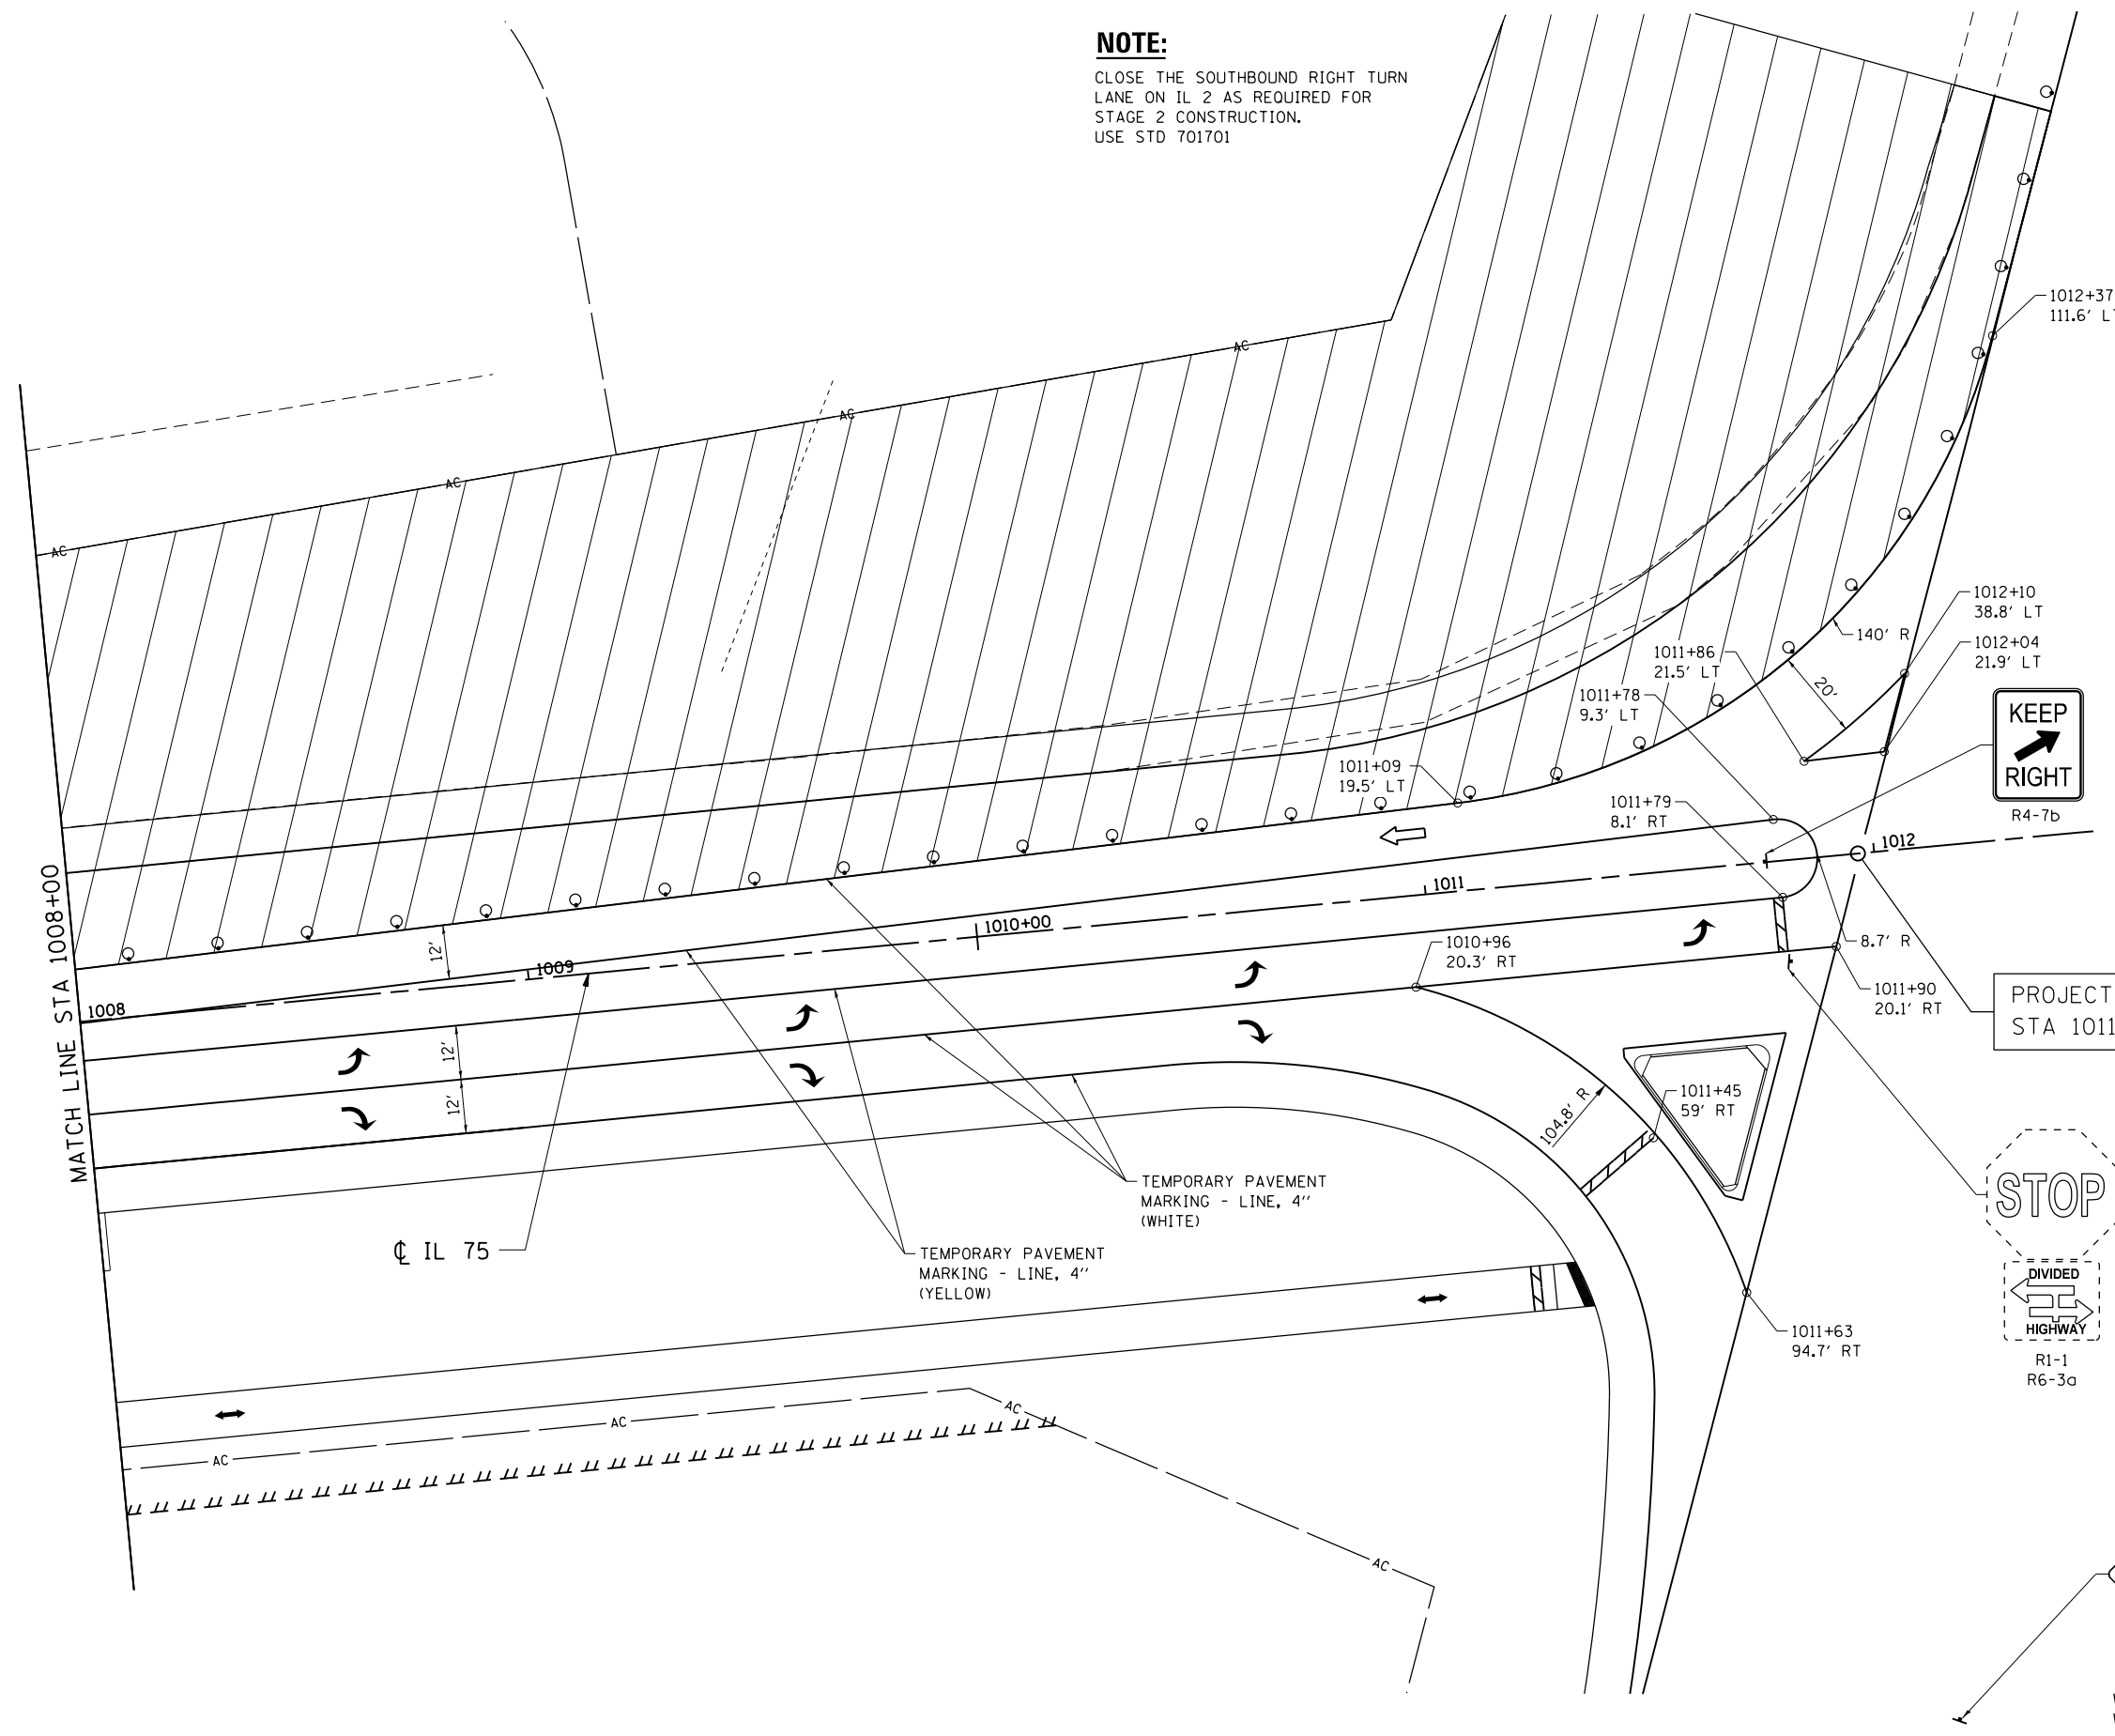 NOTE:
CLOSE THE SOUTHBOUND RIGHT TURN
LANE ON IL 2 AS REQUIRED FOR
STAGE 2 CONSTRUCTION.
USE STD 701701
1012+37
111.6' LT
AC
AC
AC
AC
1012+10
38.8' LT
140' R
1012+04
21.9' LT
1011+86
21.5' LT
20'
1011+78
9.3' LT
KEEP
RIGHT
R4-7b
1011+09
19.5' LT
1011+79
8.1' RT
1012
1011
1010+00
1009
1008
MATCH LINE STA 1008+00
12'
12'
12'
1010+96
20.3' RT
8.7' R
1011+90
20.1' RT
PROJECT
STA 1011
1011+45
59' RT
104.8' R
TEMPORARY PAVEMENT
MARKING - LINE, 4''
(WHITE)
STOP
℄ IL 75
TEMPORARY PAVEMENT
MARKING - LINE, 4''
(YELLOW)
DIVIDED
HIGHWAY
R1-1
R6-3a
1011+63
94.7' RT
AC
AC
AC
AC